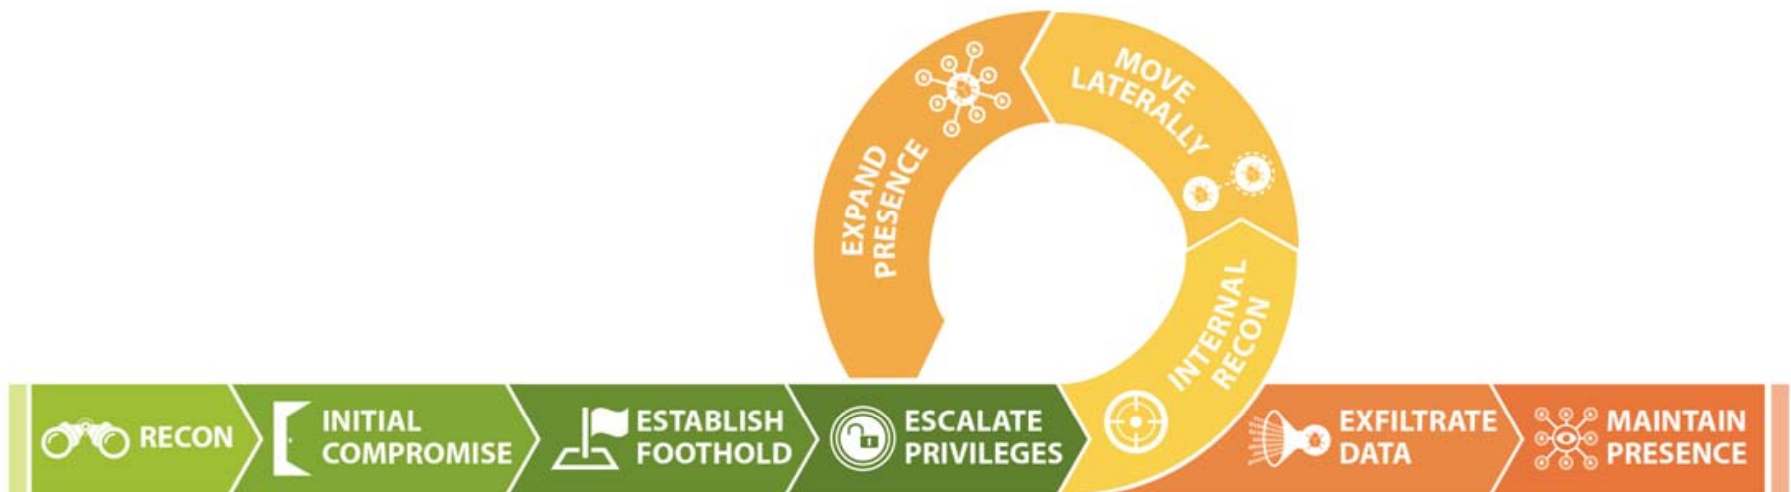 RECON
INITIAL
COMPROMISE
ESTABLISH
FOOTHOLD
ESCALATE
PRIVILEGES
INTERNAL
RECON
MOVE
LATERALLY
EXPAND
PRESENCE
EXFILTRATE
DATA
MAINTAIN
PRESENCE